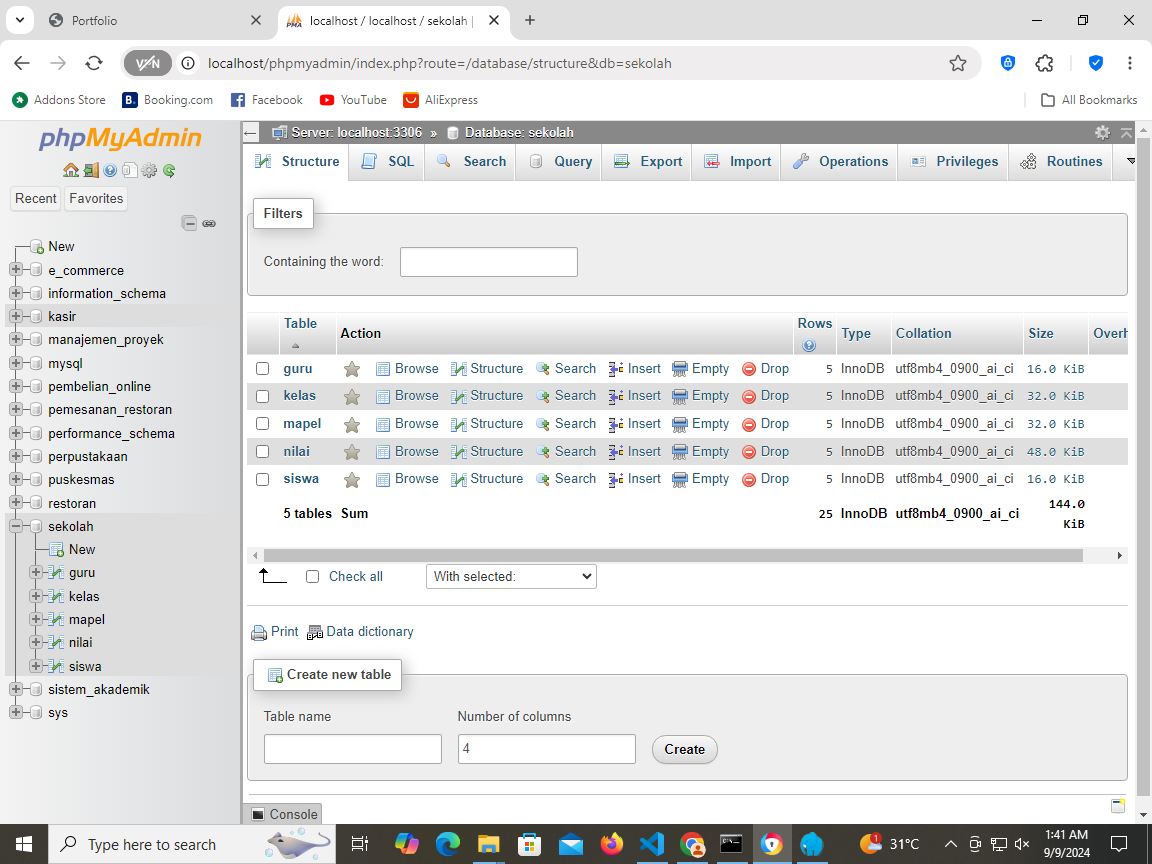 Portfolio
localhost / localhost / sekolah |
VPN
localhost/phpmyadmin/index.php?route=/database/structure&db=sekolah
Addons Store
B. Booking.com
Facebook
YouTube
AliExpress
All Bookmarks
phpMyAdmin
Recent
Favorites
New
e_commerce
information_schema
kasir
manajemen_proyek
mysql
pembelian_online
pemesanan_restoran
performance_schema
perpustakaan
puskesmas
restoran
sekolah
New
guru
kelas
mapel
nilai
siswa
sistem_akademik
sys
Server: localhost:3306 » Database: sekolah
Structure SQL Search Query Export Import Operations Privileges Routines
Filters
Containing the word:
Table Action Rows Type Collation Size Overh
guru Browse Structure Search Insert Empty Drop 5 InnoDB utf8mb4_0900_ai_ci 16.0 KiB
kelas Browse Structure Search Insert Empty Drop 5 InnoDB utf8mb4_0900_ai_ci 32.0 KiB
mapel Browse Structure Search Insert Empty Drop 5 InnoDB utf8mb4_0900_ai_ci 32.0 KiB
nilai Browse Structure Search Insert Empty Drop 5 InnoDB utf8mb4_0900_ai_ci 48.0 KiB
siswa Browse Structure Search Insert Empty Drop 5 InnoDB utf8mb4_0900_ai_ci 16.0 KiB
5 tables Sum 25 InnoDB utf8mb4_0900_ai_ci 144.0
KiB
Check all
With selected:
Print Data dictionary
Create new table
Table name
Number of columns
4
Create
Console
Type here to search
1
31°C
1:41 AM
9/9/2024